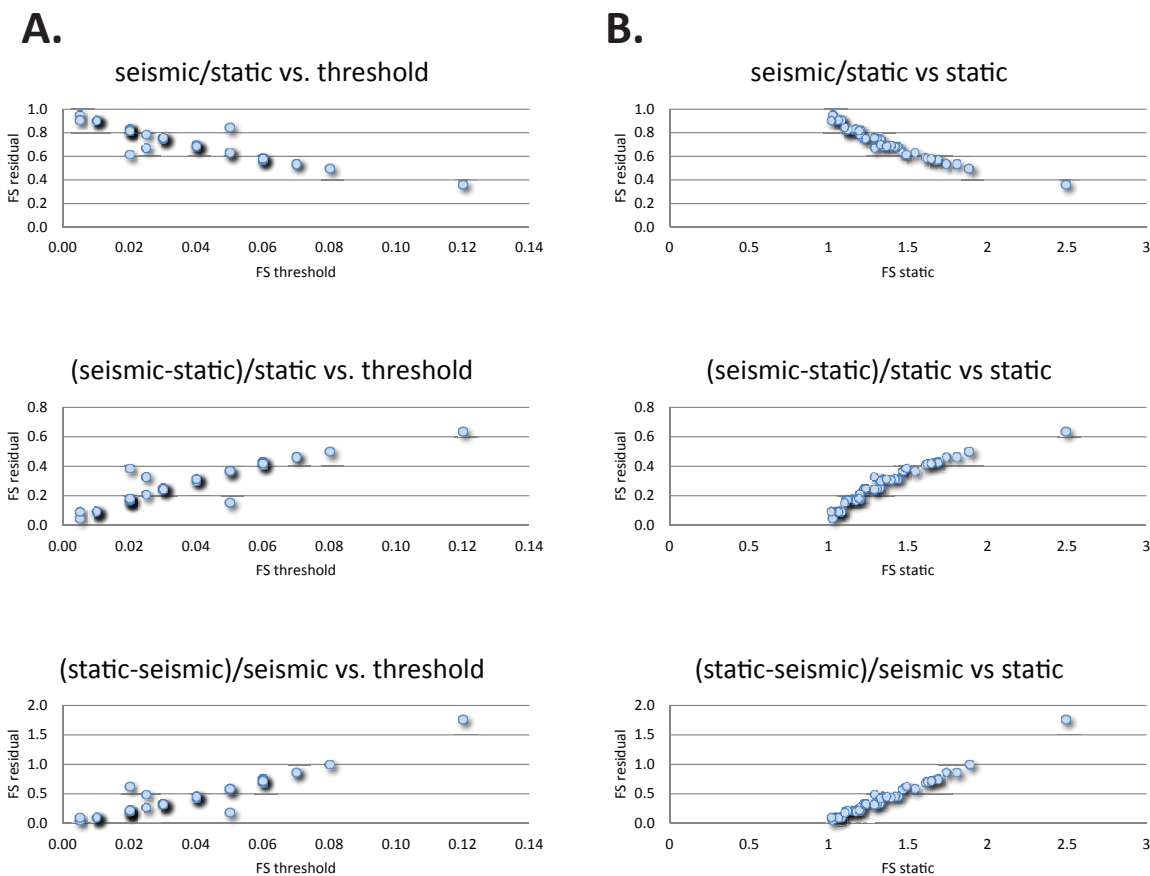 A.
seismic/static vs. threshold
FS residual
1.0
0.8
0.6
0.4
0.2
0.0
0.00 0.02 0.04 0.06 0.08 0.10 0.12 0.14
FS threshold
(seismic-static)/static vs. threshold
FS residual
0.8
0.6
0.4
0.2
0.0
0.00 0.02 0.04 0.06 0.08 0.10 0.12 0.14
FS threshold
(static-seismic)/seismic vs. threshold
FS residual
2.0
1.5
1.0
0.5
0.0
0.00 0.02 0.04 0.06 0.08 0.10 0.12 0.14
FS threshold
B.
seismic/static vs static
FS residual
1.0
0.8
0.6
0.4
0.2
0.0
0 0.5 1 1.5 2 2.5 3
FS static
(seismic-static)/static vs static
FS residual
0.8
0.6
0.4
0.2
0.0
0 0.5 1 1.5 2 2.5 3
FS static
(static-seismic)/seismic vs static
FS residual
2.0
1.5
1.0
0.5
0.0
0 0.5 1 1.5 2 2.5 3
FS static